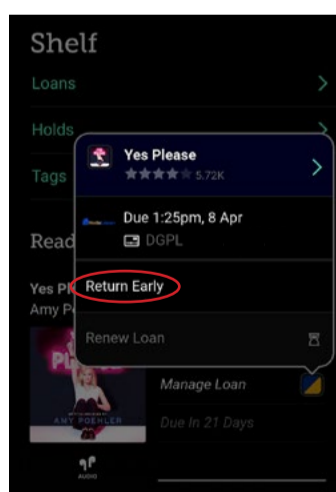 Shelf
Loans
Holds
Tags
Yes Please
5.72K
Due 1:25pm, 8 Apr
DGPL
Read
Return Early
Yes Pl
Amy P
Renew Loan
PL
AMY POEHLER
Manage Loan
Due In 21 Days
AUDIO